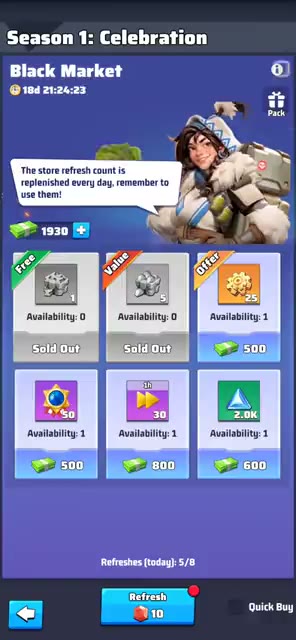 Season 1: Celebration
Black Market
18d 21:24:23
Pack
The store refresh count is
replenished every day, remember to
use them!
1930
Free
1
Availability: 0
Sold Out
Value
5
Availability: 0
Sold Out
Offer
25
Availability: 1
500
50
Availability: 1
500
1h
30
Availability: 1
800
2.0K
Availability: 1
600
Refreshes (today): 5/8
Refresh
10
Quick Buy